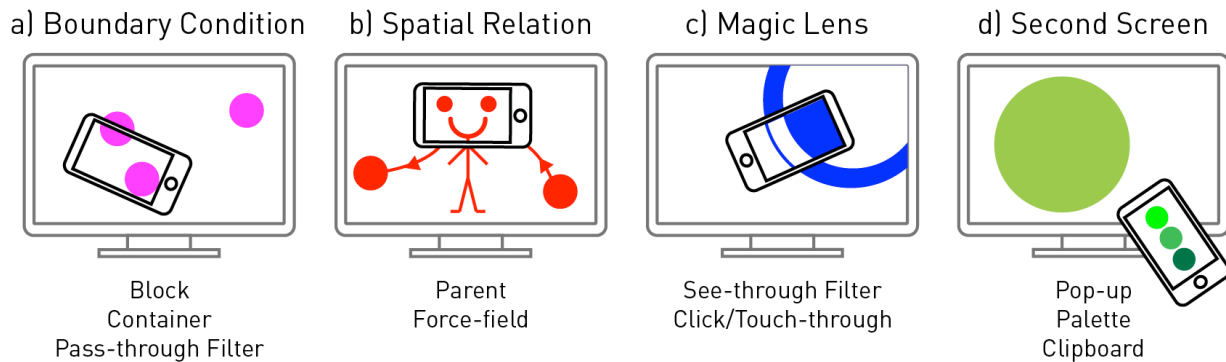 a) Boundary Condition
b) Spatial Relation
c) Magic Lens
d) Second Screen
Block
Container
Pass-through Filter
Parent
Force-field
See-through Filter
Click/Touch-through
Pop-up
Palette
Clipboard